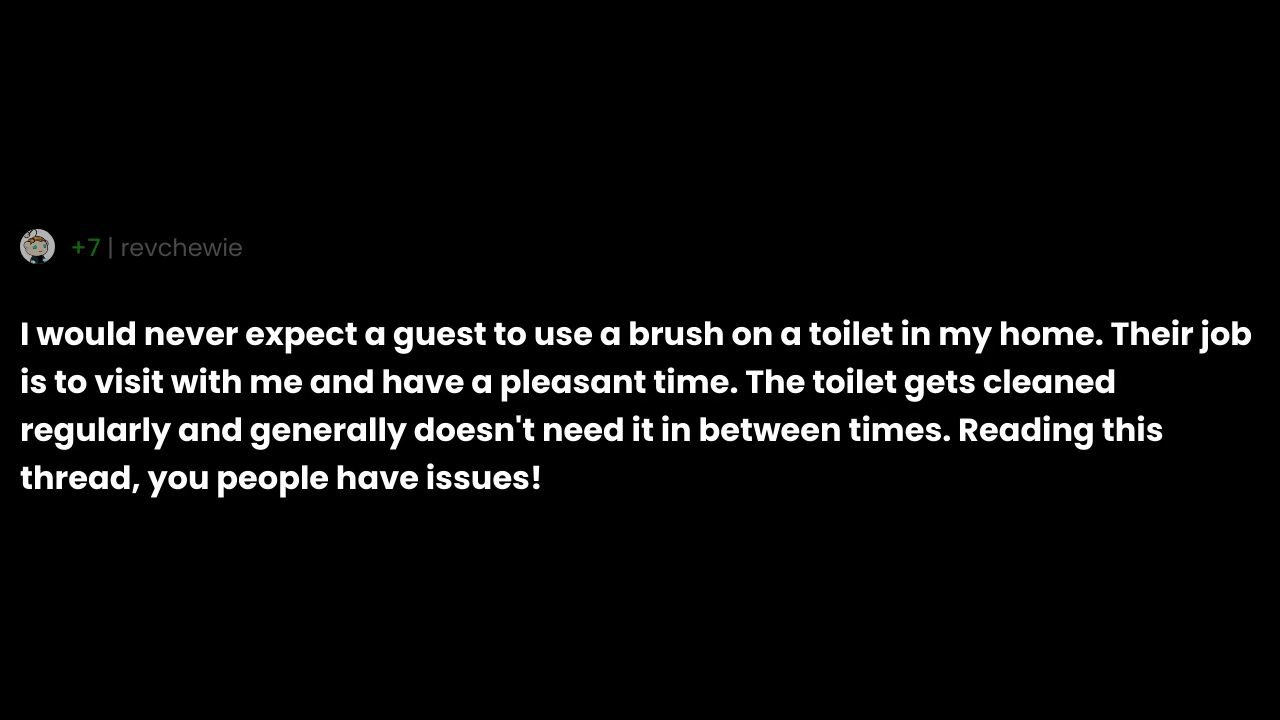 +7 | revchewie
I would never expect a guest to use a brush on a toilet in my home. Their job
is to visit with me and have a pleasant time. The toilet gets cleaned
regularly and generally doesn't need it in between times. Reading this
thread, you people have issues!